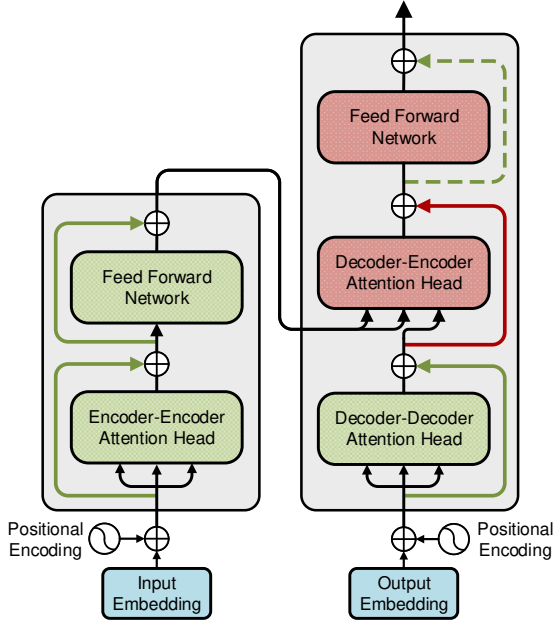 Feed Forward
Network
Decoder-Encoder
Attention Head
Feed Forward
Network
Encoder-Encoder
Attention Head
Decoder-Decoder
Attention Head
Positional
Encoding
Positional
Encoding
Input
Embedding
Output
Embedding